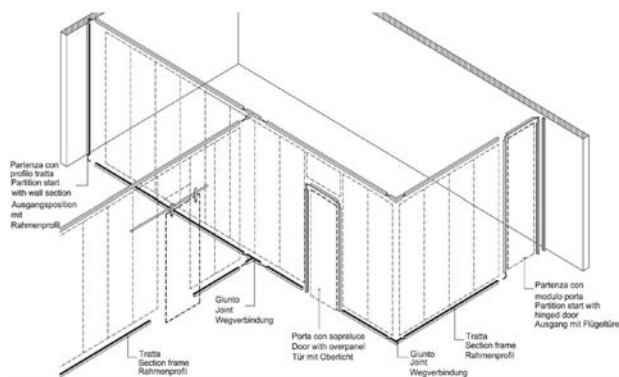 Partenza con
profilo tratta
Partition start
with wall section
Ausgangsposition
mit
Rahmenprofil
Tratta
Section frame
Rahmenprofil
Giunto
Joint
Wegverbindung
Porta con sopraluce
Door with overpanel
Tür mit Oberlicht
Giunto
Joint
Wegverbindung
Tratta
Section frame
Rahmenprofil
Partenza con
modulo porta
Partition start with
hinged door
Ausgang mit Flügeltüre